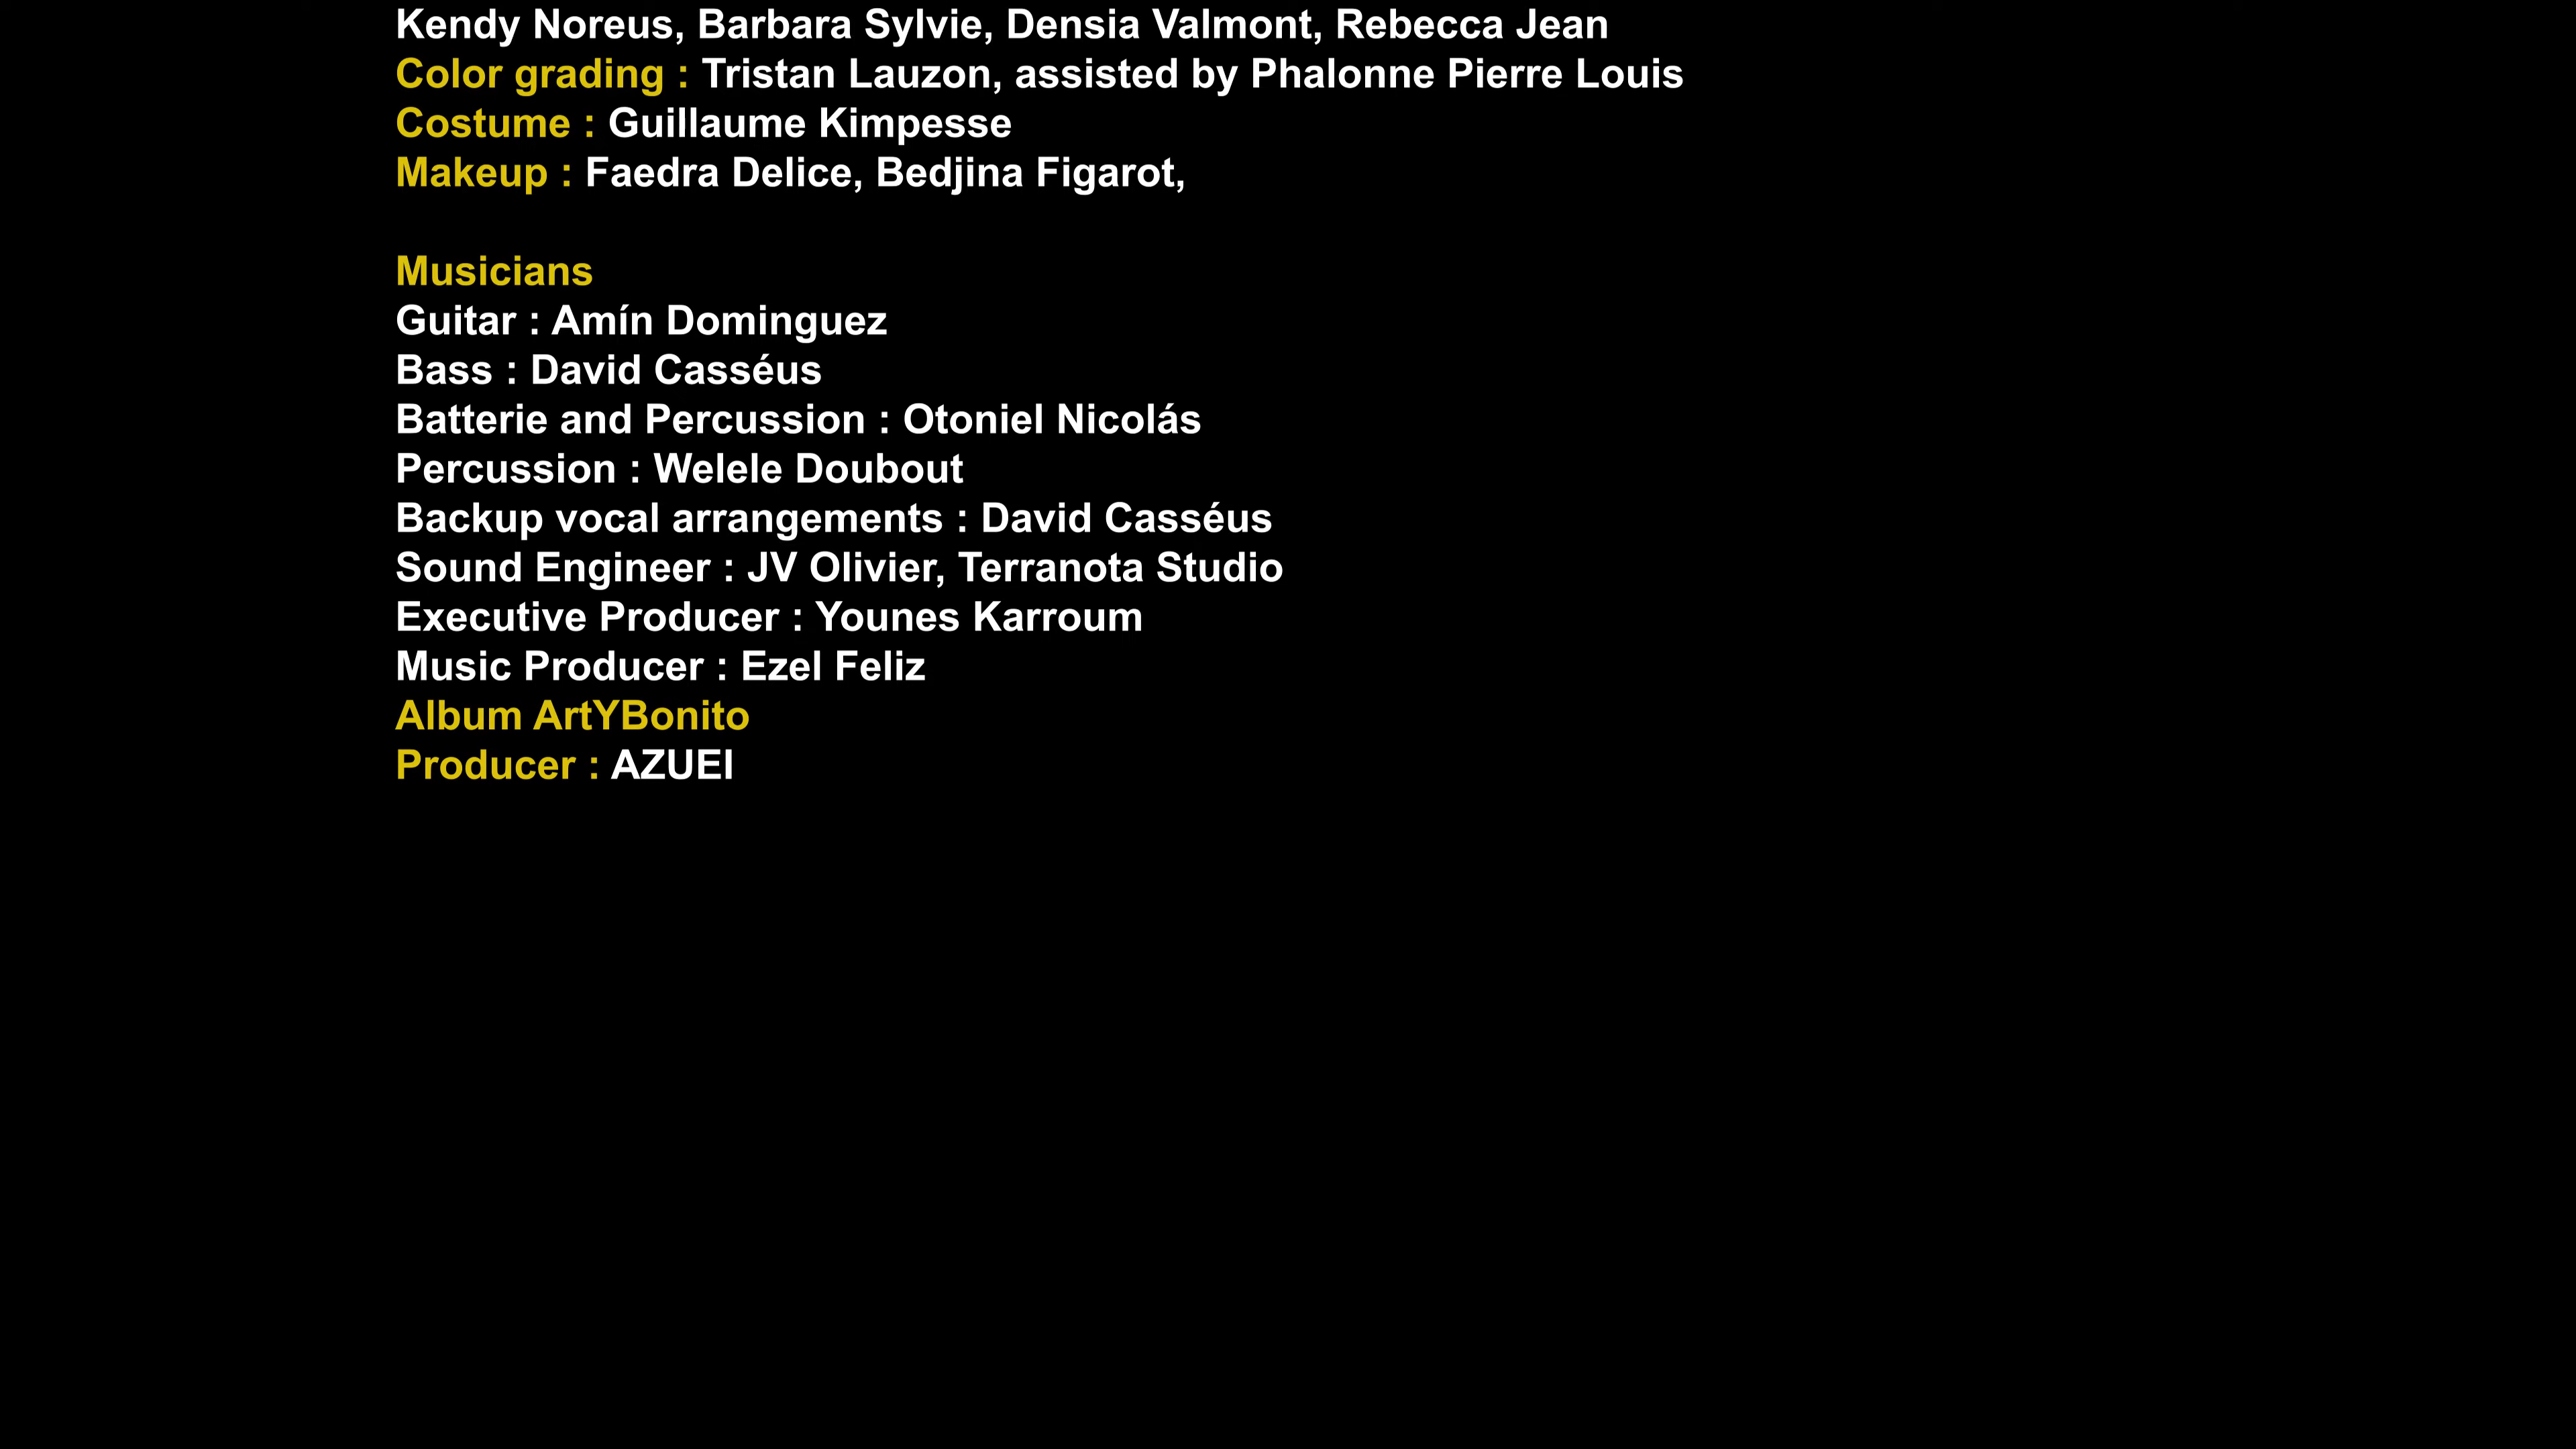 Kendy Noreus, Barbara Sylvie, Densia Valmont, Rebecca Jean
Color grading : Tristan Lauzon, assisted by Phalonne Pierre Louis
Costume : Guillaume Kimpesse
Makeup : Faedra Delice, Bedjina Figarot,
Musicians
Guitar : Amín Dominguez
Bass : David Casséus
Batterie and Percussion : Otoniel Nicolás
Percussion : Welele Doubout
Backup vocal arrangements : David Casséus
Sound Engineer : JV Olivier, Terranota Studio
Executive Producer : Younes Karroum
Music Producer : Ezel Feliz
Album ArtYBonito
Producer : AZUEI